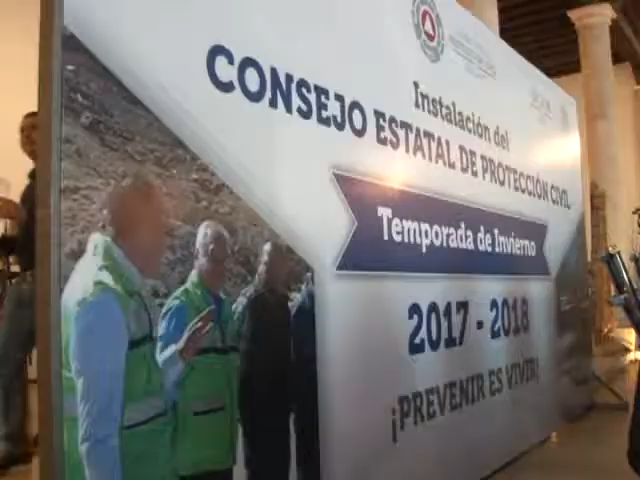 Instalación del
CONSEJO ESTATAL DE PROTECCIÓN CIVIL
Temporada de Invierno
2017 - 2018
¡PREVENIR ES VIVIR!